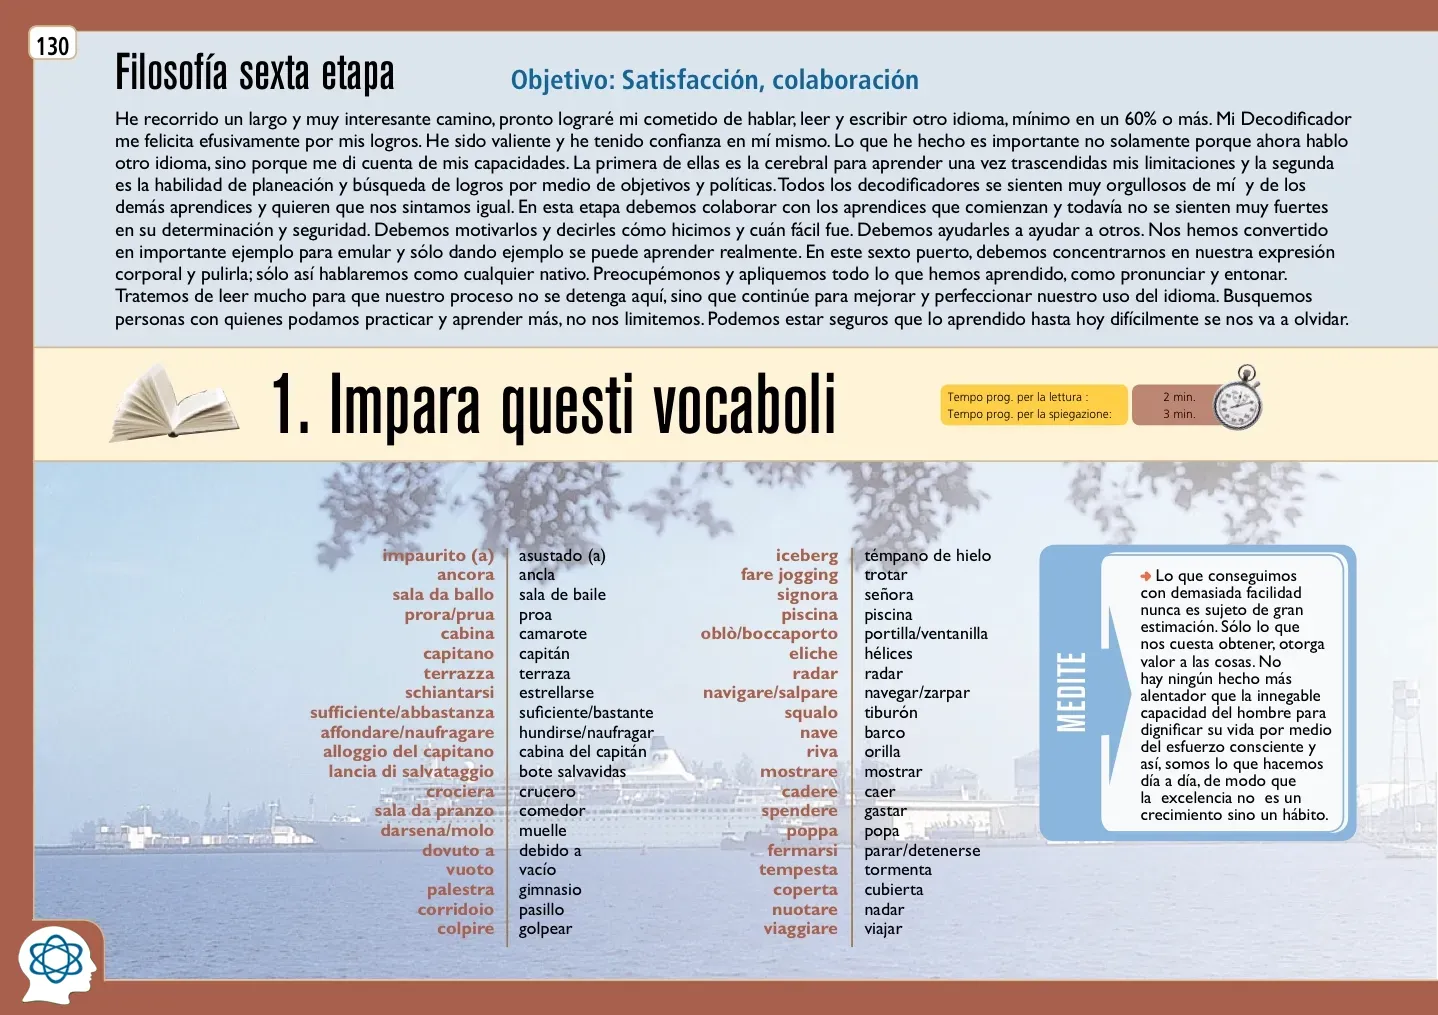 130
Filosofía sexta etapa
Objetivo: Satisfacción, colaboración
He recorrido un largo y muy interesante camino, pronto lograré mi cometido de hablar, leer y escribir otro idioma, mínimo en un 60% o más. Mi Decodificador
me felicita efusivamente por mis logros. He sido valiente y he tenido confianza en mí mismo. Lo que he hecho es importante no solamente porque ahora hablo
otro idioma, sino porque me di cuenta de mis capacidades. La primera de ellas es la cerebral para aprender una vez trascendidas mis limitaciones y la segunda
es la habilidad de planeación y búsqueda de logros por medio de objetivos y políticas. Todos los decodificadores se sienten muy orgullosos de mí y de los
demás aprendices y quieren que nos sintamos igual. En esta etapa debemos colaborar con los aprendices que comienzan y todavía no se sienten muy fuertes
en su determinación y seguridad. Debemos motivarlos y decirles cómo hicimos y cuán fácil fue. Debemos ayudarles a ayudar a otros. Nos hemos convertido
en importante ejemplo para emular y sólo dando ejemplo se puede aprender realmente. En este sexto puerto, debemos concentrarnos en nuestra expresión
corporal y pulirla; sólo así hablaremos como cualquier nativo. Preocupémonos y apliquemos todo lo que hemos aprendido, como pronunciar y entonar.
Tratemos de leer mucho para que nuestro proceso no se detenga aquí, sino que continúe para mejorar y perfeccionar nuestro uso del idioma. Busquemos
personas con quienes podamos practicar y aprender más, no nos limitemos. Podemos estar seguros que lo aprendido hasta hoy difícilmente se nos va a olvidar.
1. Impara questi vocaboli
Tempo prog. per la lettura : 2 min.
Tempo prog. per la spiegazione: 3 min.
impaurito (a) asustado (a)
ancora ancla
sala da ballo sala de baile
prora/prua proa
cabina camarote
capitano capitán
terrazza terraza
schiantarsi estrellarse
sufficiente/abbastanza suficiente/bastante
affondare/naufragare hundirse/naufragar
alloggio del capitano cabina del capitán
lancia di salvataggio bote salvavidas
crociera crucero
sala da pranzo comedor
darsena/molo muelle
dovuto a debido a
vuoto vacío
palestra gimnasio
corridoio pasillo
colpire golpear
iceberg témpano de hielo
fare jogging trotar
signora señora
piscina piscina
oblò/boccaporto portilla/ventanilla
eliche hélices
radar radar
navigare/salpare navegar/zarpar
squalo tiburón
nave barco
riva orilla
mostrare mostrar
cadere caer
spendere gastar
poppa popa
fermarsi parar/detenerse
tempesta tormenta
coperta cubierta
nuotare nadar
viaggiare viajar
MEDITE
➜ Lo que conseguimos
con demasiada facilidad
nunca es sujeto de gran
estimación. Sólo lo que
nos cuesta obtener, otorga
valor a las cosas. No
hay ningún hecho más
alentador que la innegable
capacidad del hombre para
dignificar su vida por medio
del esfuerzo consciente y
así, somos lo que hacemos
día a día, de modo que
la excelencia no es un
crecimiento sino un hábito.